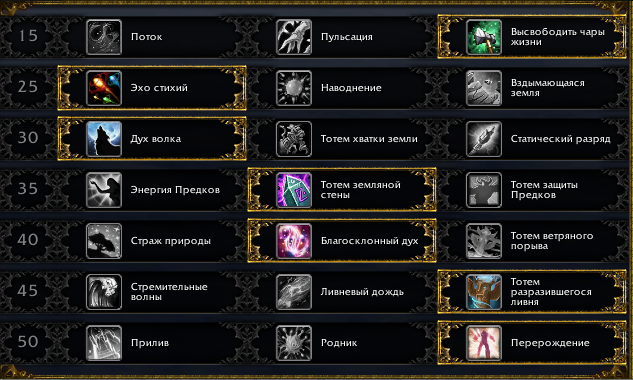 15 Поток Пульсация Высвободить чары
жизни
25 Эхо стихий Наводнение Вздымающаяся
земля
30 Дух волка Тотем хватки земли Статический разряд
35 Энергия Предков Тотем земляной
стены Тотем защиты
Предков
40 Страж природы Благосклонный дух Тотем ветряного
порыва
45 Стремительные
волны Ливневый дождь Тотем
разразившегося
ливня
50 Прилив Родник Перерождение